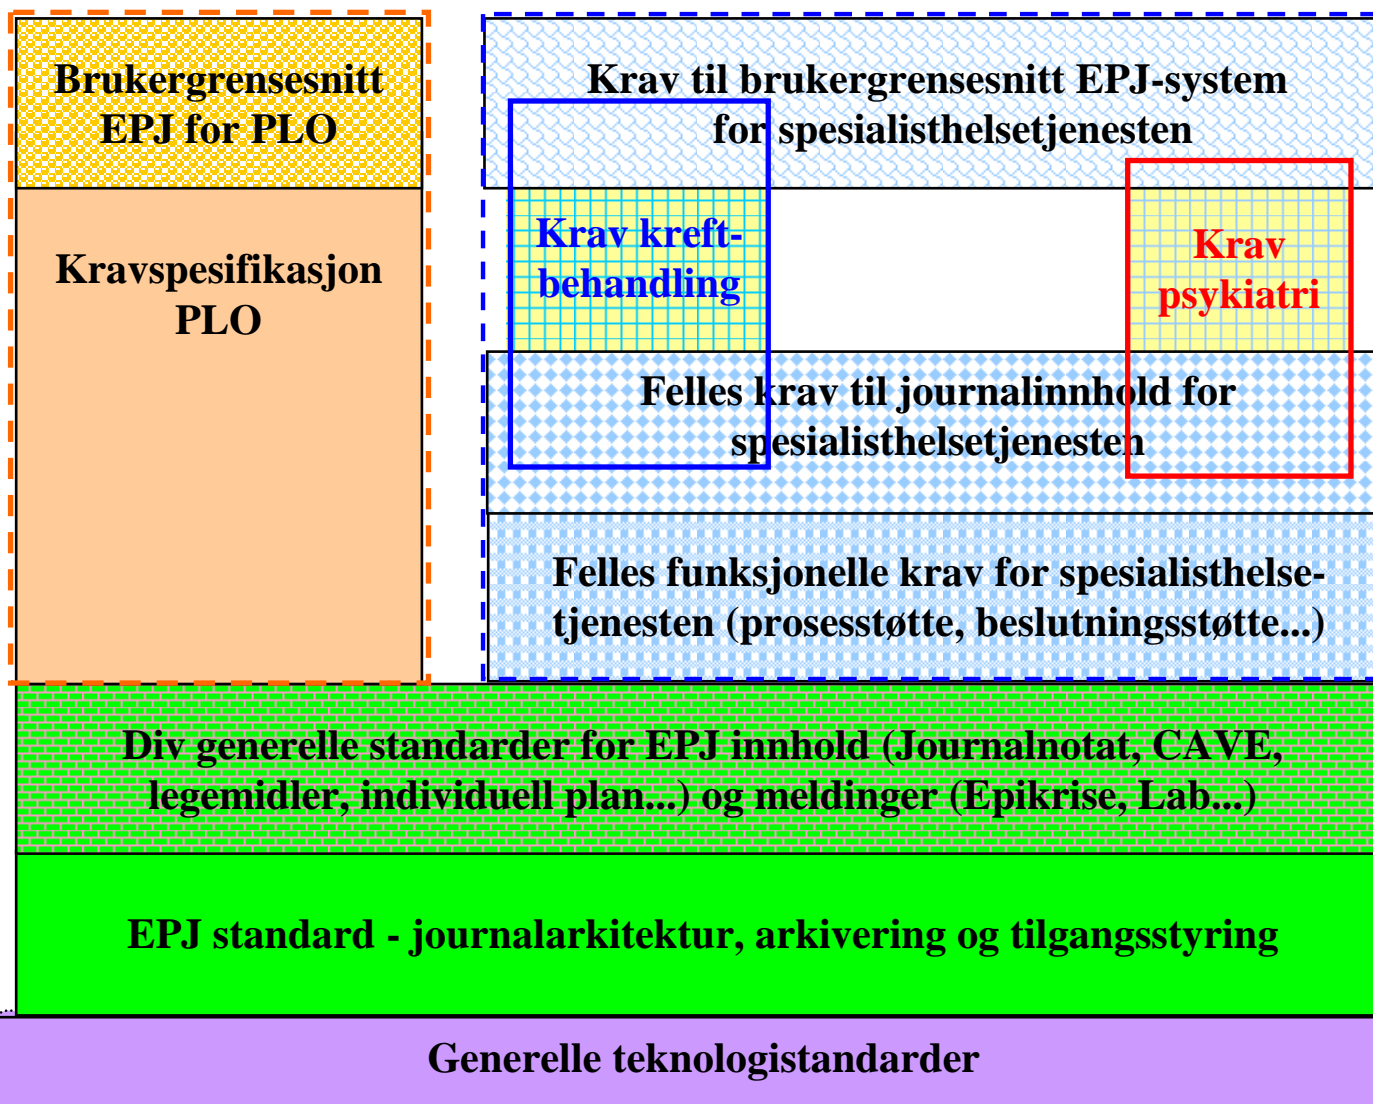 Brukergrensesnitt
EPJ for PLO
Kravspesifikasjon
PLO
Krav til brukergrensesnitt EPJ-system
for spesialisthelsetjenesten
Krav kreft-
behandling
Krav
psykiatri
Felles krav til journalinnhold for
spesialisthelsetjenesten
Felles funksjonelle krav for spesialisthelse-
tjenesten (prosesstøtte, beslutningsstøtte...)
Div generelle standarder for EPJ innhold (Journalnotat, CAVE,
legemidler, individuell plan...) og meldinger (Epikrise, Lab...)
EPJ standard - journalarkitektur, arkivering og tilgangsstyring
Generelle teknologistandarder